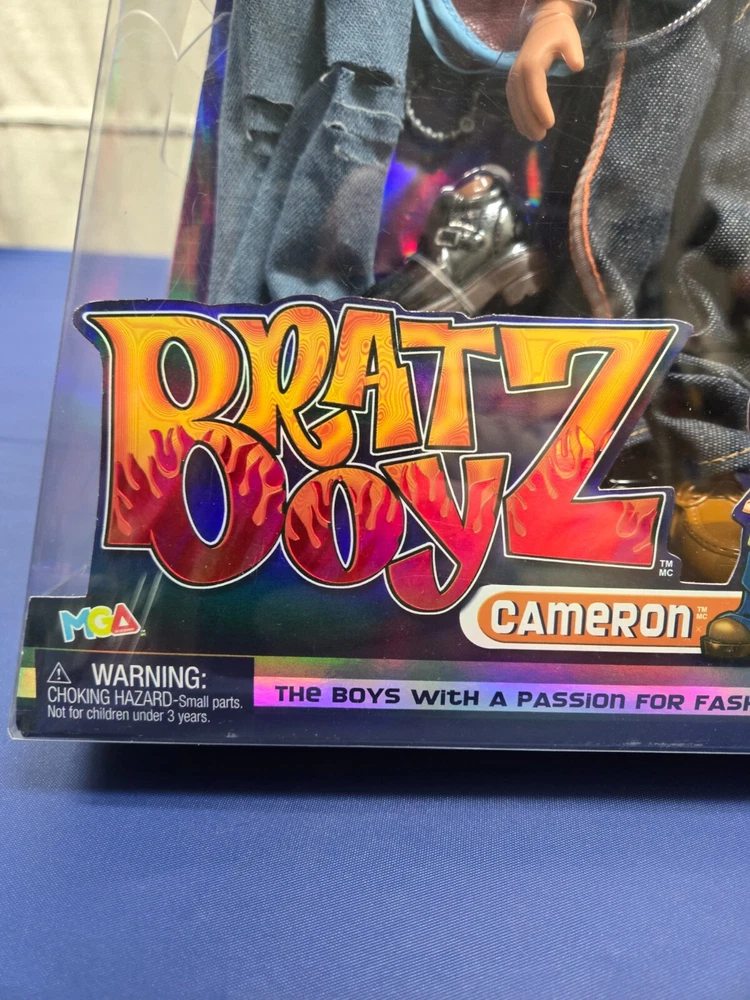 BRATZ
BOYZ
TM
MC
CAMERON TM
MC
MGA
WARNING:
CHOKING HAZARD-Small parts.
Not for children under 3 years.
THE BOYS WITH A PASSION FOR FASH